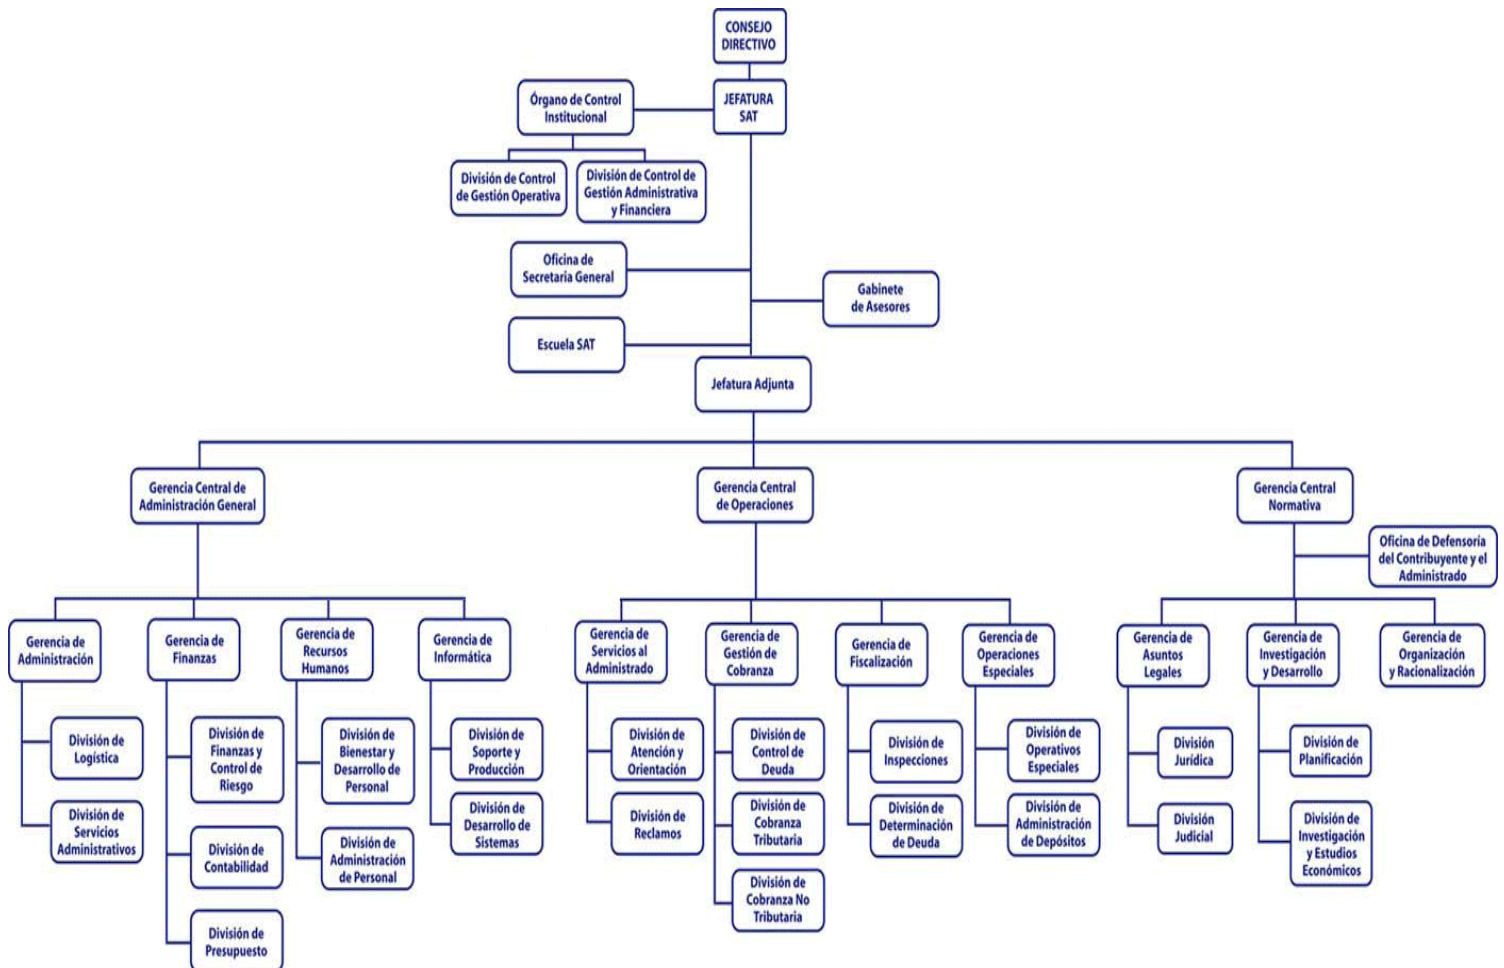 CONSEJO
DIRECTIVO
JEFATURA
SAT
Órgano de Control
Institucional
División de Control
de Gestión Operativa
División de Control de
Gestión Administrativa
y Financiera
Oficina de
Secretaria General
Gabinete
de Asesores
Escuela SAT
Jefatura Adjunta
Gerencia Central de
Administración General
Gerencia Central
de Operaciones
Gerencia Central
Normativa
Oficina de Defensoría
del Contribuyente y el
Administrado
Gerencia de
Administración
Gerencia de
Finanzas
Gerencia de
Recursos
Humanos
Gerencia de
Informática
Gerencia de
Servicios al
Administrado
Gerencia de
Gestión de
Cobranza
Gerencia de
Fiscalización
Gerencia de
Operaciones
Especiales
Gerencia de
Asuntos
Legales
Gerencia de
Investigación
y Desarrollo
Gerencia de
Organización
y Racionalización
División de
Logística
División de
Servicios
Administrativos
División de
Finanzas y
Control de
Riesgo
División de
Contabilidad
División de
Presupuesto
División de
Bienestar y
Desarrollo de
Personal
División de
Administración
de Personal
División de
Soporte y
Producción
División de
Desarrollo de
Sistemas
División de
Atención y
Orientación
División de
Reclamos
División de
Control de
Deuda
División de
Cobranza
Tributaria
División de
Cobranza No
Tributaria
División de
Inspecciones
División de
Determinación
de Deuda
División de
Operativos
Especiales
División de
Administración
de Depósitos
División
Jurídica
División
Judicial
División de
Planificación
División de
Investigación
y Estudios
Económicos